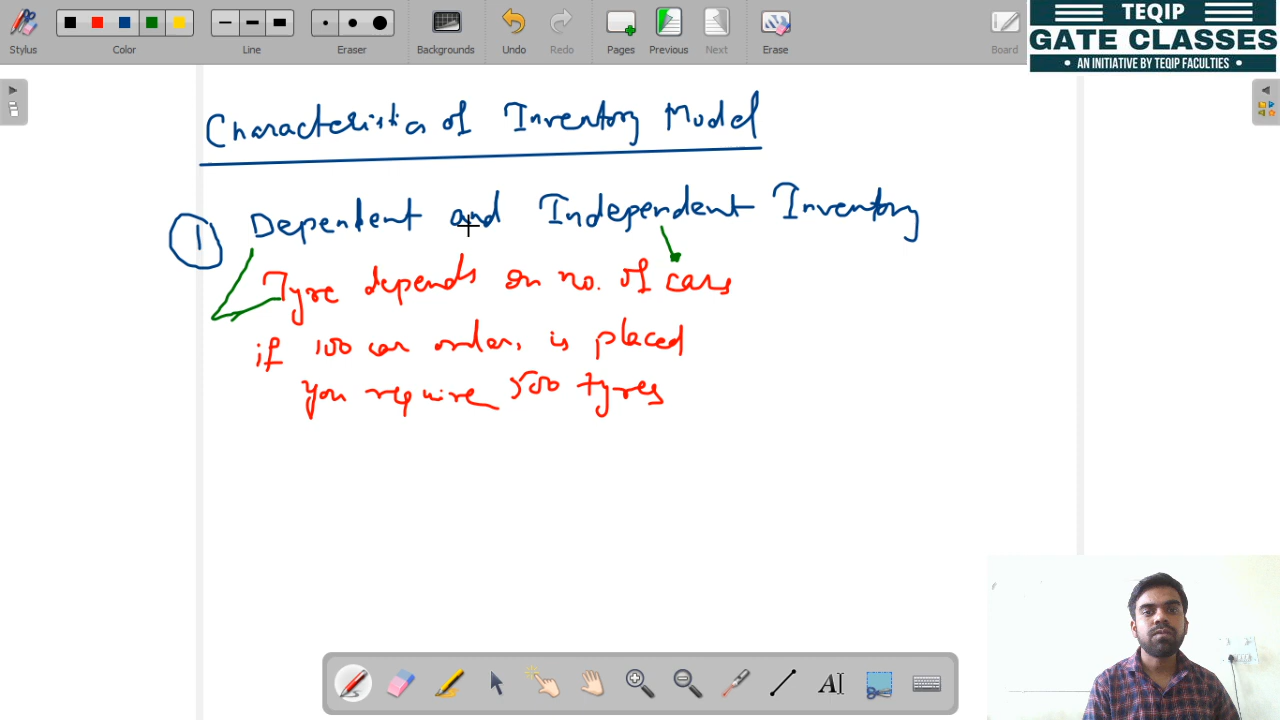 Stylus Color Line Eraser Backgrounds Undo Redo Pages Previous Next Erase Board
TEQIP
GATE CLASSES
• AN INITIATIVE BY TEQIP FACULTIES •
Characteristics of Inventory Model
1 Dependent and Independent Inventory
Tyre depends on no. of cars
if 100 car order, is placed
you require 500 tyres
AI